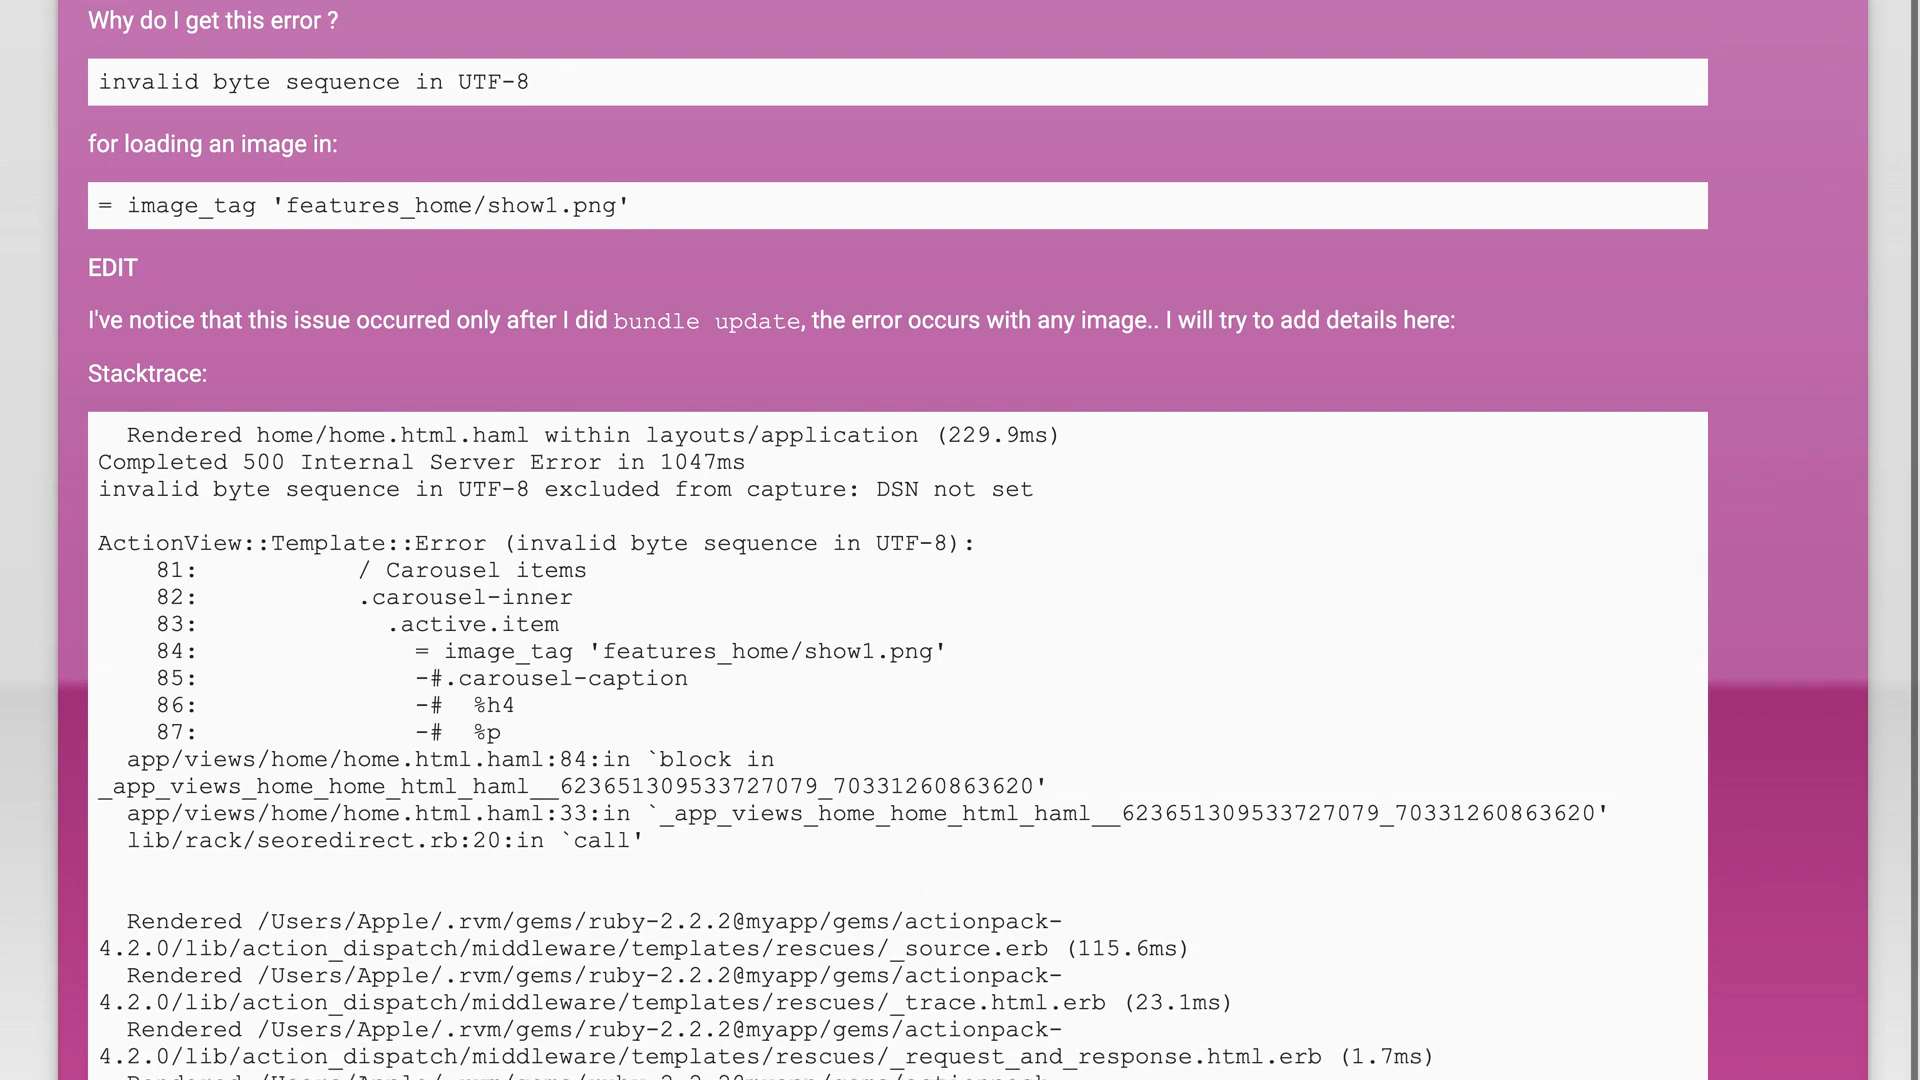 Why do I get this error ?
invalid byte sequence in UTF-8
for loading an image in:
= image_tag 'features_home/show1.png'
EDIT
I've notice that this issue occurred only after I did bundle update, the error occurs with any image.. I will try to add details here:
Stacktrace:
Rendered home/home.html.haml within layouts/application (229.9ms)
Completed 500 Internal Server Error in 1047ms
invalid byte sequence in UTF-8 excluded from capture: DSN not set
ActionView::Template::Error (invalid byte sequence in UTF-8):
81: / Carousel items
82: .carousel-inner
83: .active.item
84: = image_tag 'features_home/show1.png'
85: -#.carousel-caption
86: -# %h4
87: -# %p
app/views/home/home.html.haml:84:in `block in
_app_views_home_home_html_haml__623651309533727079_70331260863620'
app/views/home/home.html.haml:33:in `_app_views_home_home_html_haml__623651309533727079_70331260863620'
lib/rack/seoredirect.rb:20:in `call'
Rendered /Users/Apple/.rvm/gems/ruby-2.2.2@myapp/gems/actionpack-
4.2.0/lib/action_dispatch/middleware/templates/rescues/_source.erb (115.6ms)
Rendered /Users/Apple/.rvm/gems/ruby-2.2.2@myapp/gems/actionpack-
4.2.0/lib/action_dispatch/middleware/templates/rescues/_trace.html.erb (23.1ms)
Rendered /Users/Apple/.rvm/gems/ruby-2.2.2@myapp/gems/actionpack-
4.2.0/lib/action_dispatch/middleware/templates/rescues/_request_and_response.html.erb (1.7ms)